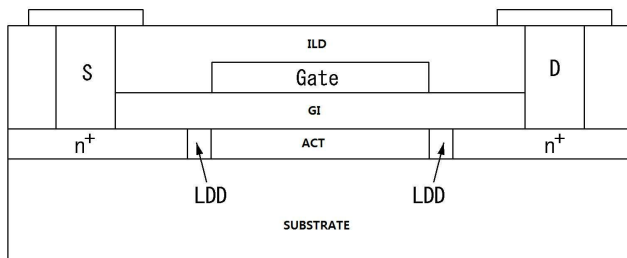 ILD
S
Gate
D
GI
n+
ACT
n+
LDD
LDD
SUBSTRATE